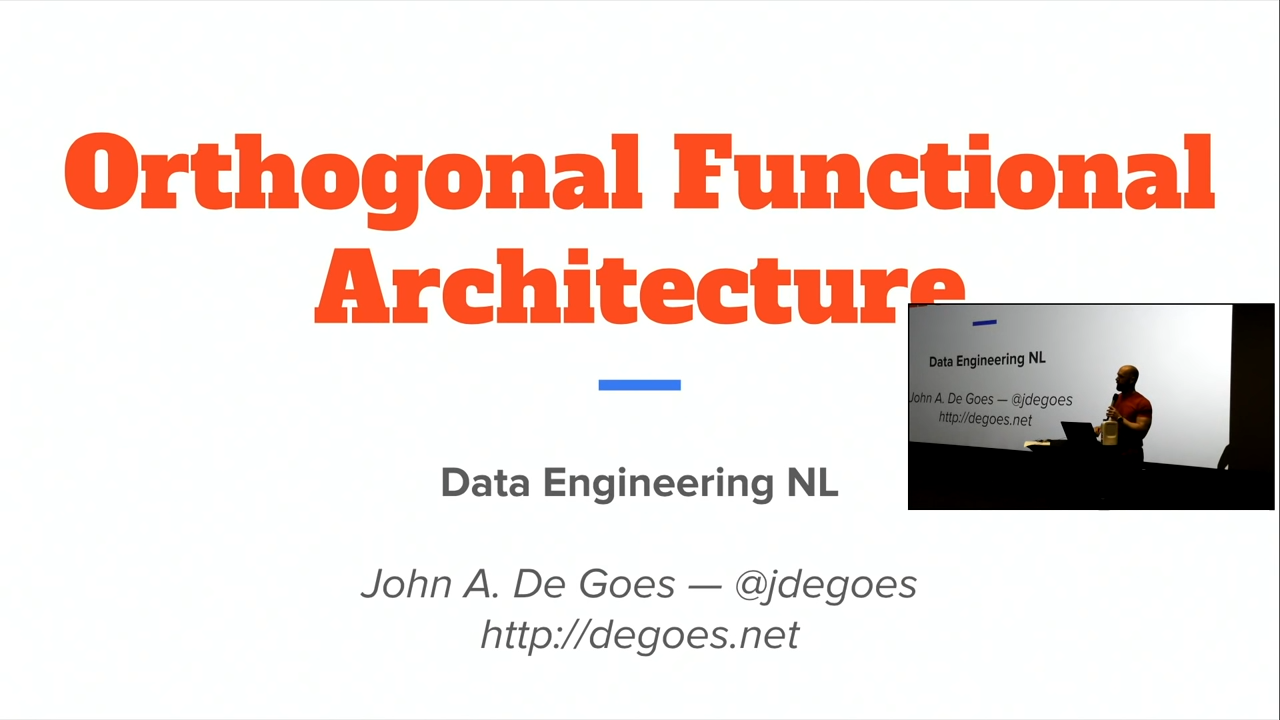 Orthogonal Functional
Architecture
Data Engineering NL
John A. De Goes — @jdegoes
http://degoes.net
Data Engineering NL
John A. De Goes — @jdegoes
http://degoes.net